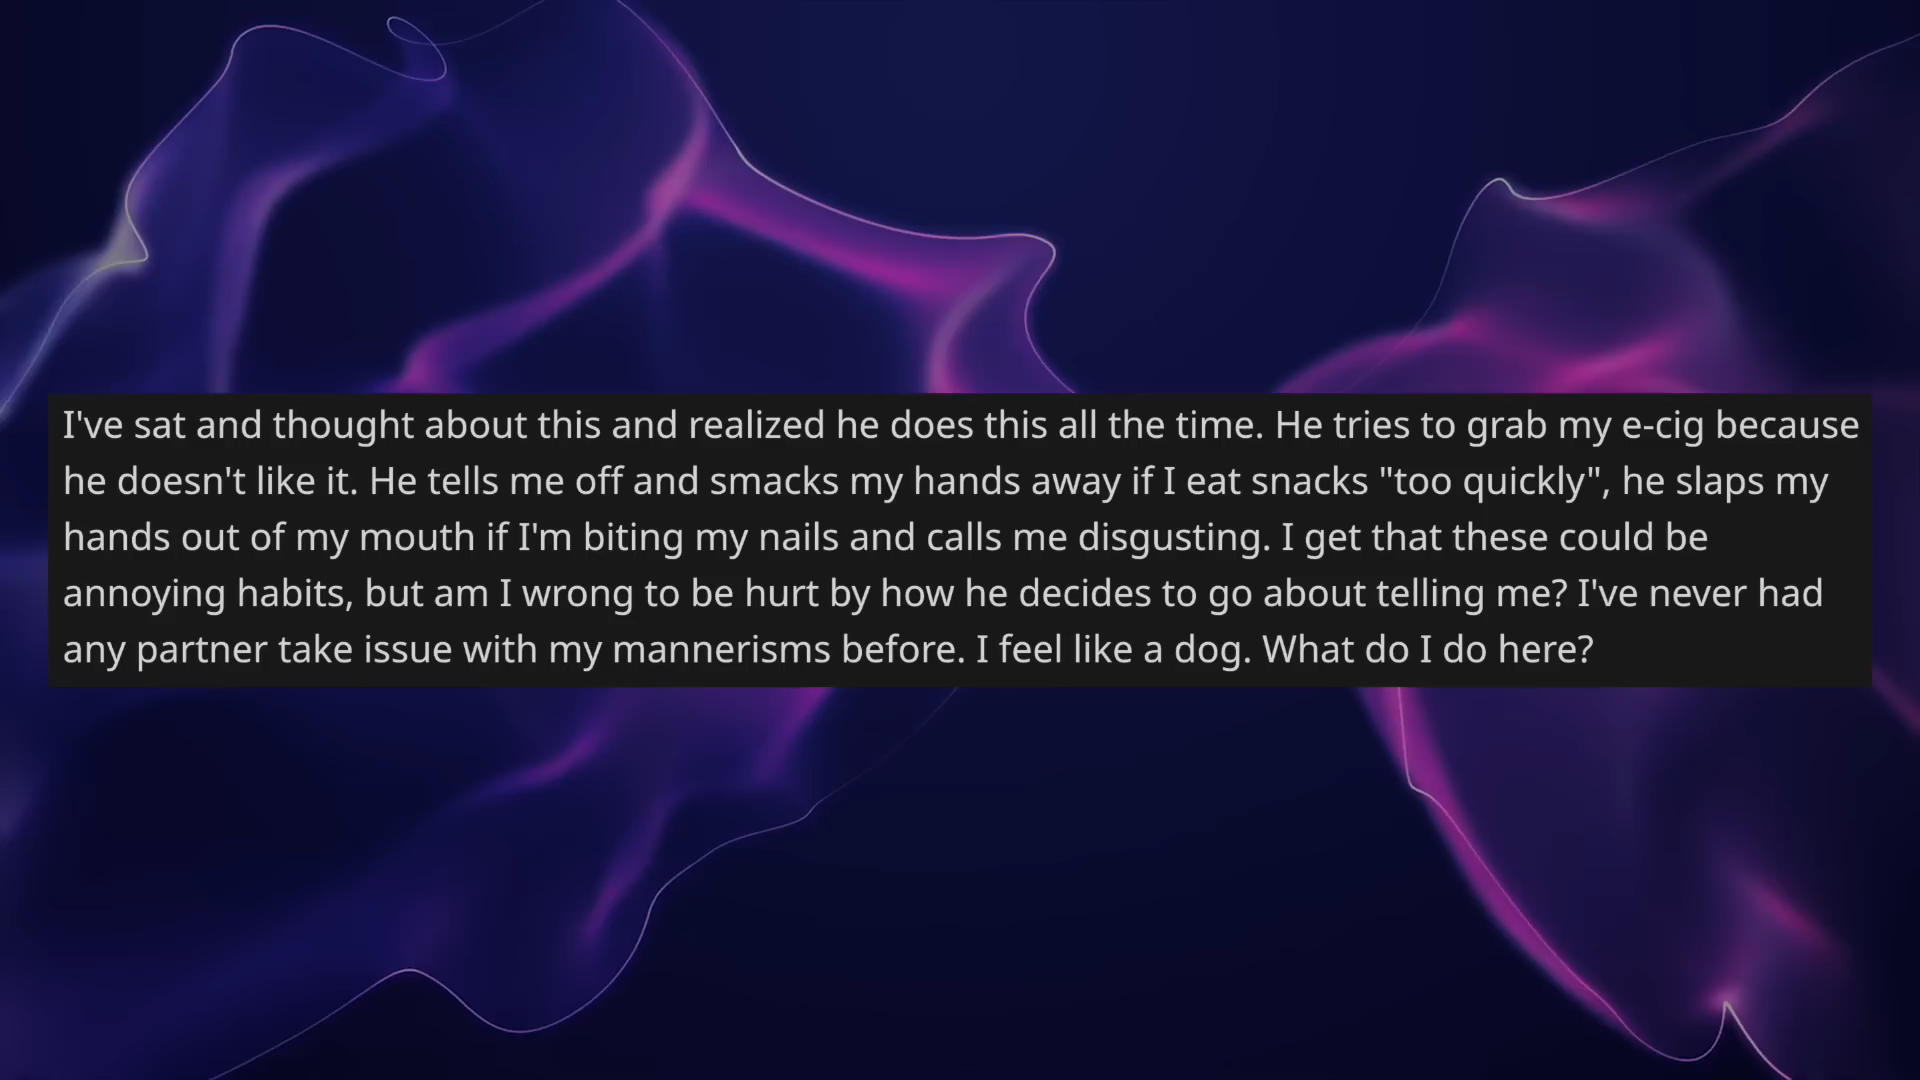 I've sat and thought about this and realized he does this all the time. He tries to grab my e-cig because
he doesn't like it. He tells me off and smacks my hands away if I eat snacks "too quickly", he slaps my
hands out of my mouth if I'm biting my nails and calls me disgusting. I get that these could be
annoying habits, but am I wrong to be hurt by how he decides to go about telling me? I've never had
any partner take issue with my mannerisms before. I feel like a dog. What do I do here?